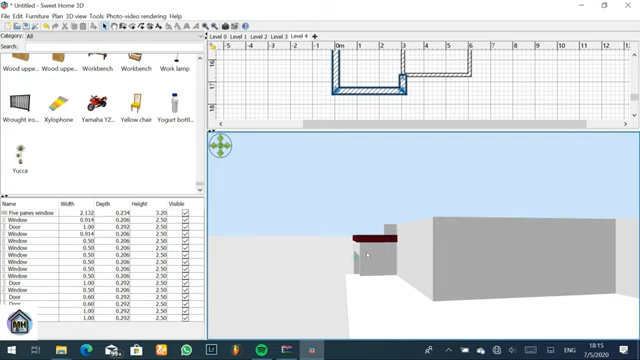 * Untitled - Sweet Home 3D
File Edit Furniture Plan 3D view Tools Photo-video rendering Help
Category: All
Search:
Wood uppe... Wood uppe... Workbench Workbench Work lamp
Wrought iro... Xylophone Yamaha YZ... Yellow chair Yogurt bottl...
Yucca
Level 0 Level 1 Level 2 Level 3 Level 4
-5 -4 -3 -2 -1 0m 1 2 3 4 5 6 7 8 9 10 11 12 13
16
17
18
Name Width Depth Height Visible
Five panes window 2.132 0.234 3.20
Window 0.914 0.206 2.50
Door 1.00 0.292 2.50
Window 0.914 0.206 2.50
Window 0.50 0.206 2.50
Window 0.50 0.206 2.50
Window 0.50 0.206 2.50
Window 0.50 0.206 2.50
Window 0.50 0.206 2.50
Door 1.00 0.292 2.50
Window 0.50 0.206 2.50
Door 0.60 0.292 2.50
Door 0.60 0.292 2.50
1.00 0.292 2.50
1.00 0.292 2.50
MH
99+
ENG
18:15
7/5/2020